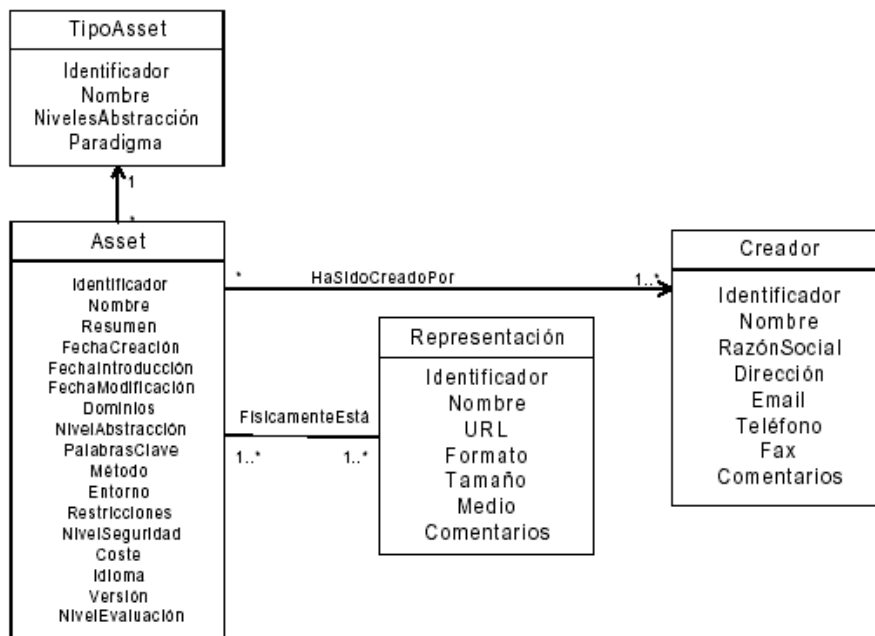 TipoAsset
Identificador
Nombre
NivelesAbstracción
Paradigma
1
*
Asset
Identificador
Nombre
Resumen
FechaCreación
FechaIntroducción
FechaModificación
Dominios
NivelAbstracción
PalabrasClave
Método
Entorno
Restricciones
NivelSeguridad
Coste
Idioma
Versión
NivelEvaluación
*
HaSidoCreadoPor
1..*
FisicamenteEstá
1..*
1..*
Representación
Identificador
Nombre
URL
Formato
Tamaño
Medio
Comentarios
Creador
Identificador
Nombre
RazónSocial
Dirección
Email
Teléfono
Fax
Comentarios